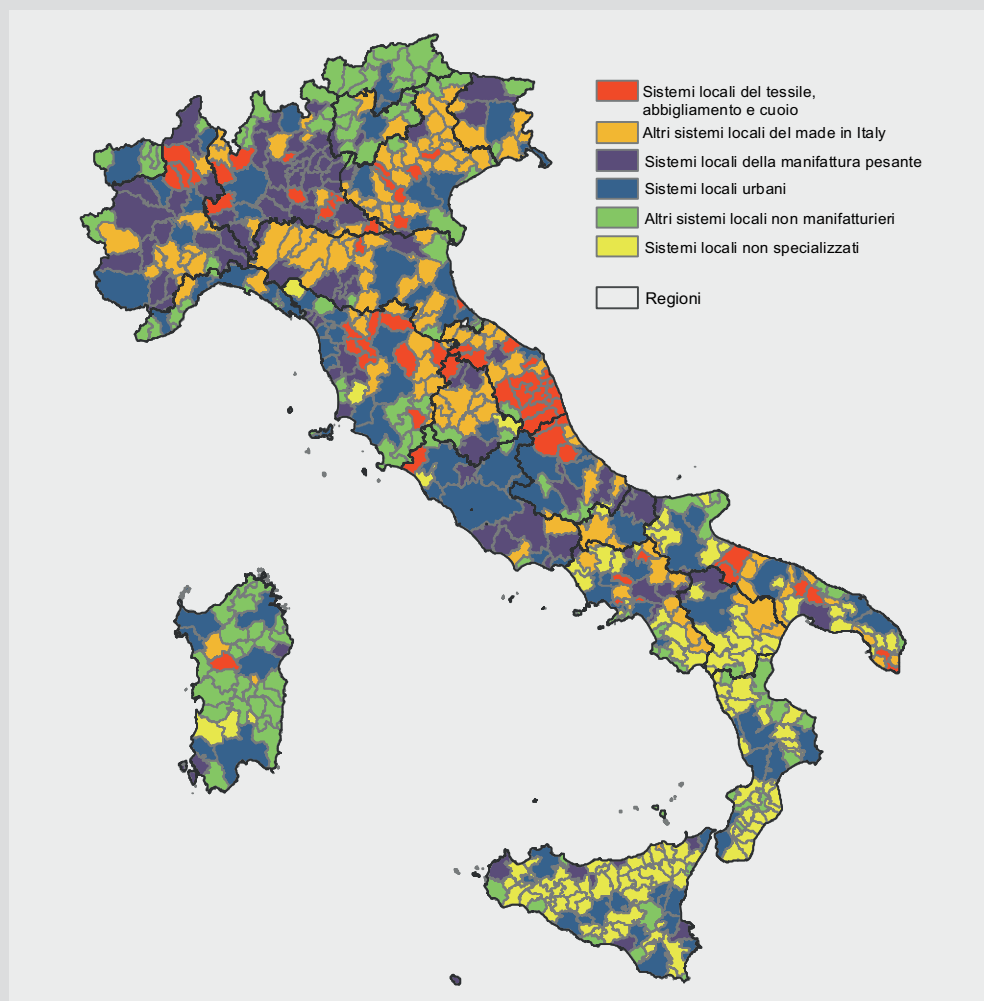 Sistemi locali del tessile,
abbigliamento e cuoio
Altri sistemi locali del made in Italy
Sistemi locali della manifattura pesante
Sistemi locali urbani
Altri sistemi locali non manifatturieri
Sistemi locali non specializzati
Regioni